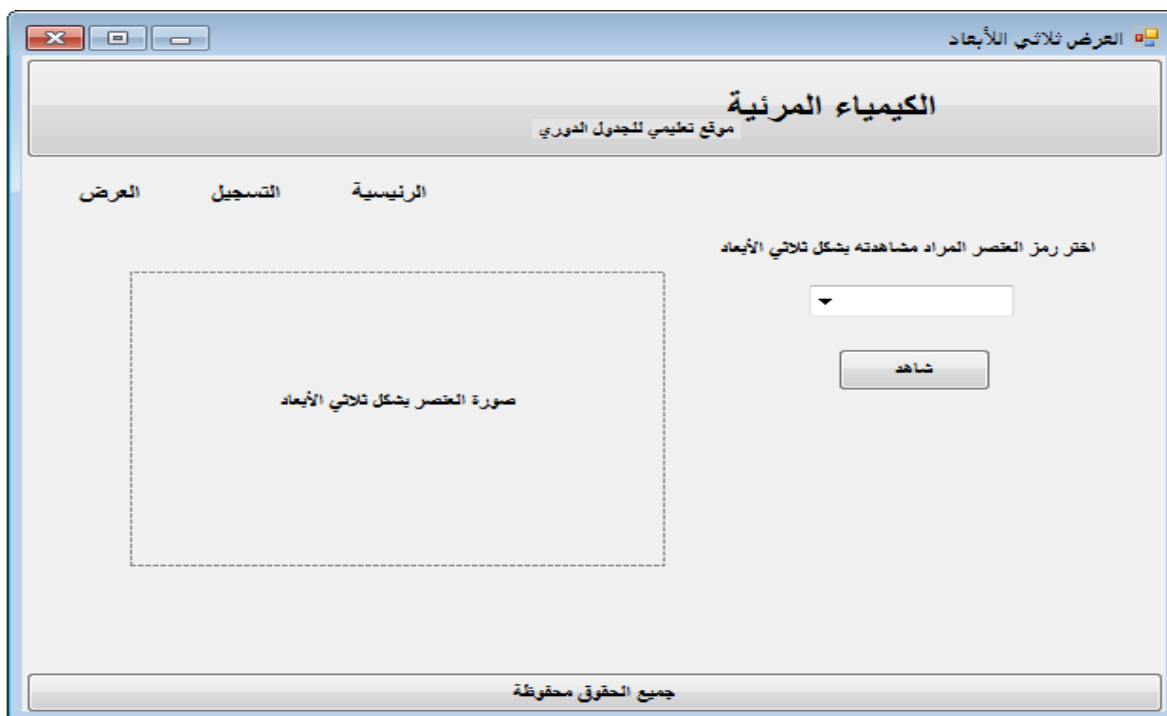 العرض ثلاثي اللأبعاد
الكيمياء المرئية
موقع تعليمي للجدول الدوري
الرئيسية التسجيل العرض
اختر رمز العنصر المراد مشاهدته بشكل ثلاثي الأبعاد
شاهد
صورة العنصر بشكل ثلاثي الأبعاد
جميع الحقوق محفوظة